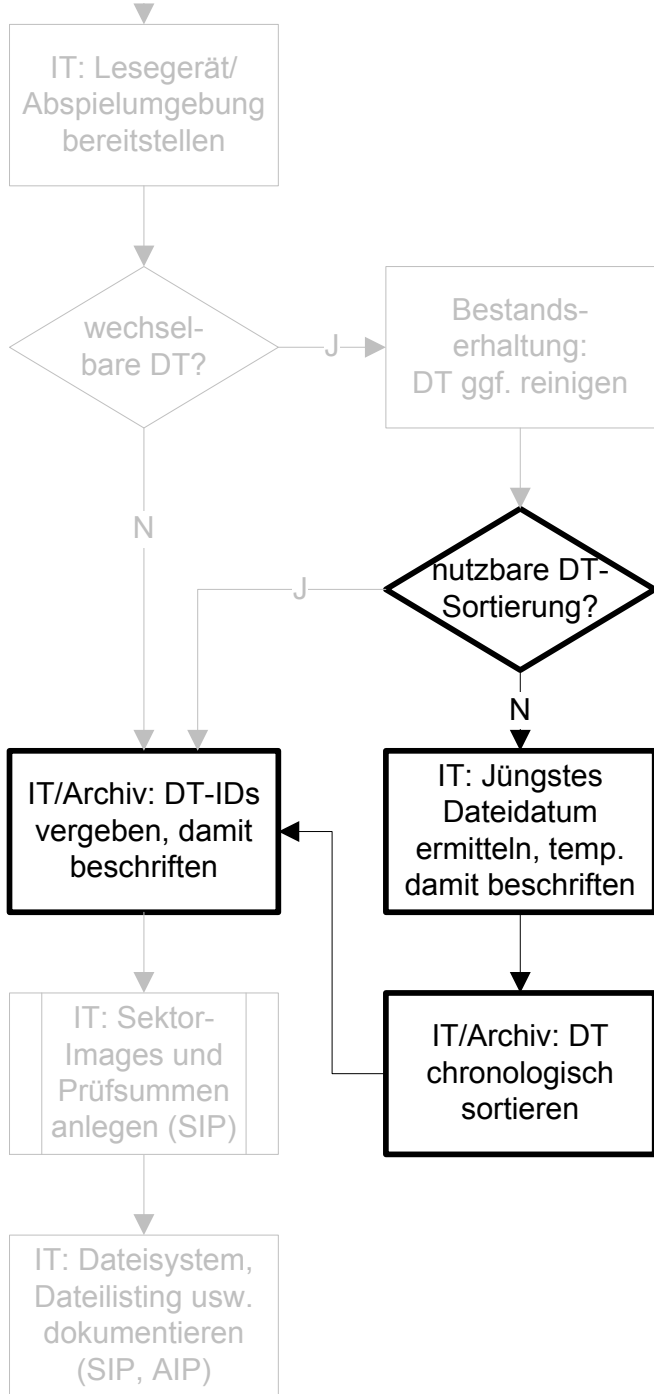 IT: Lesegerät/
Abspielumgebung
bereitstellen
wechsel-
bare DT?
J
Bestands-
erhaltung:
DT ggf. reinigen
N
J
nutzbare DT-
Sortierung?
N
IT/Archiv: DT-IDs
vergeben, damit
beschriften
IT: Jüngstes
Dateidatum
ermitteln, temp.
damit beschriften
IT: Sektor-
Images und
Prüfsummen
anlegen (SIP)
IT/Archiv: DT
chronologisch
sortieren
IT: Dateisystem,
Dateilisting usw.
dokumentieren
(SIP, AIP)